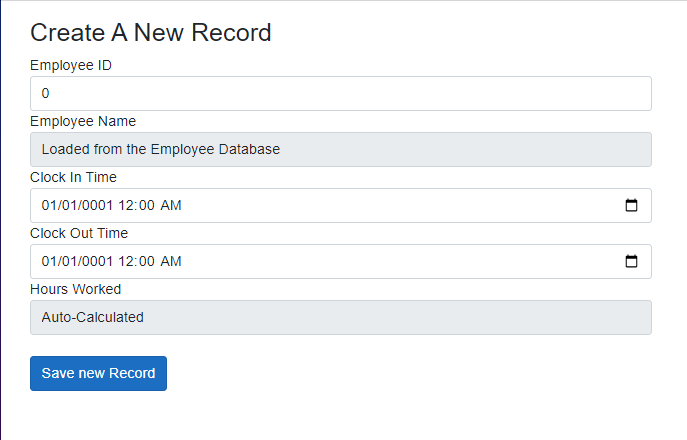 Create A New Record
Employee ID
0
Employee Name
Loaded from the Employee Database
Clock In Time
01/01/0001 12:00 AM
Clock Out Time
01/01/0001 12:00 AM
Hours Worked
Auto-Calculated
Save new Record